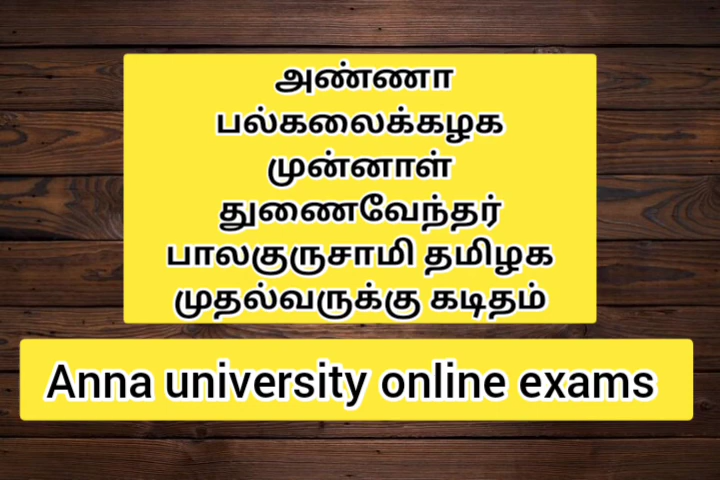 அண்ணா
பல்கலைக்கழக
முன்னாள்
துணைவேந்தர்
பாலகுருசாமி தமிழக
முதல்வருக்கு கடிதம்
Anna university online exams